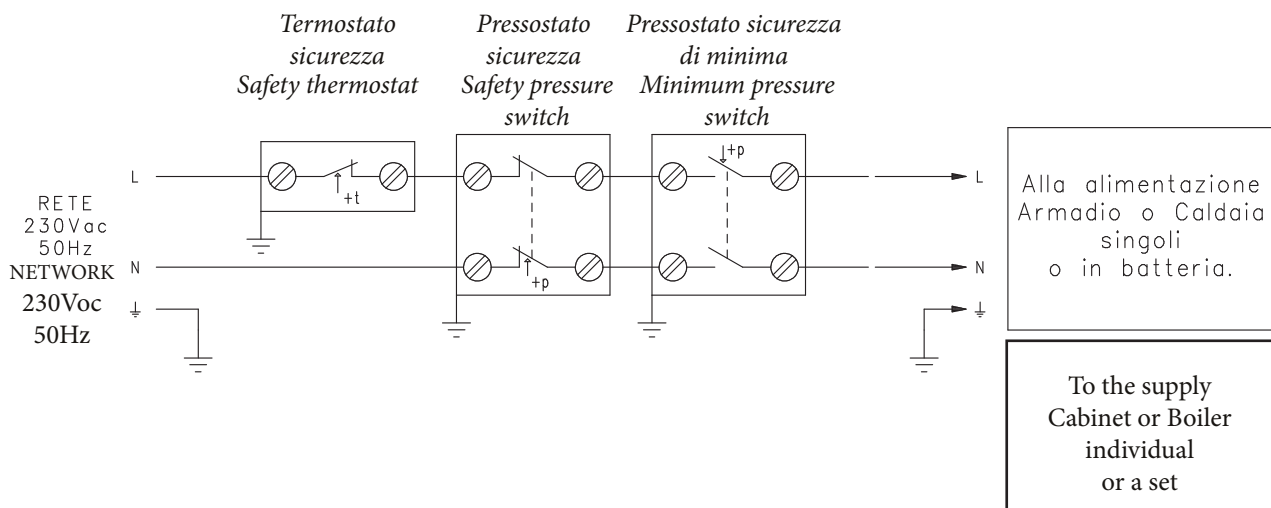 Termostato
sicurezza
Safety thermostat
Pressostato
sicurezza
Safety pressure
switch
Pressostato sicurezza
di minima
Minimum pressure
switch
+p
L
+t
L
RETE
230Vac
50Hz
NETWORK
230Voc
50Hz
N
+p
N
Alla alimentazione
Armadio o Caldaia
singoli
o in batteria.
To the supply
Cabinet or Boiler
individual
or a set